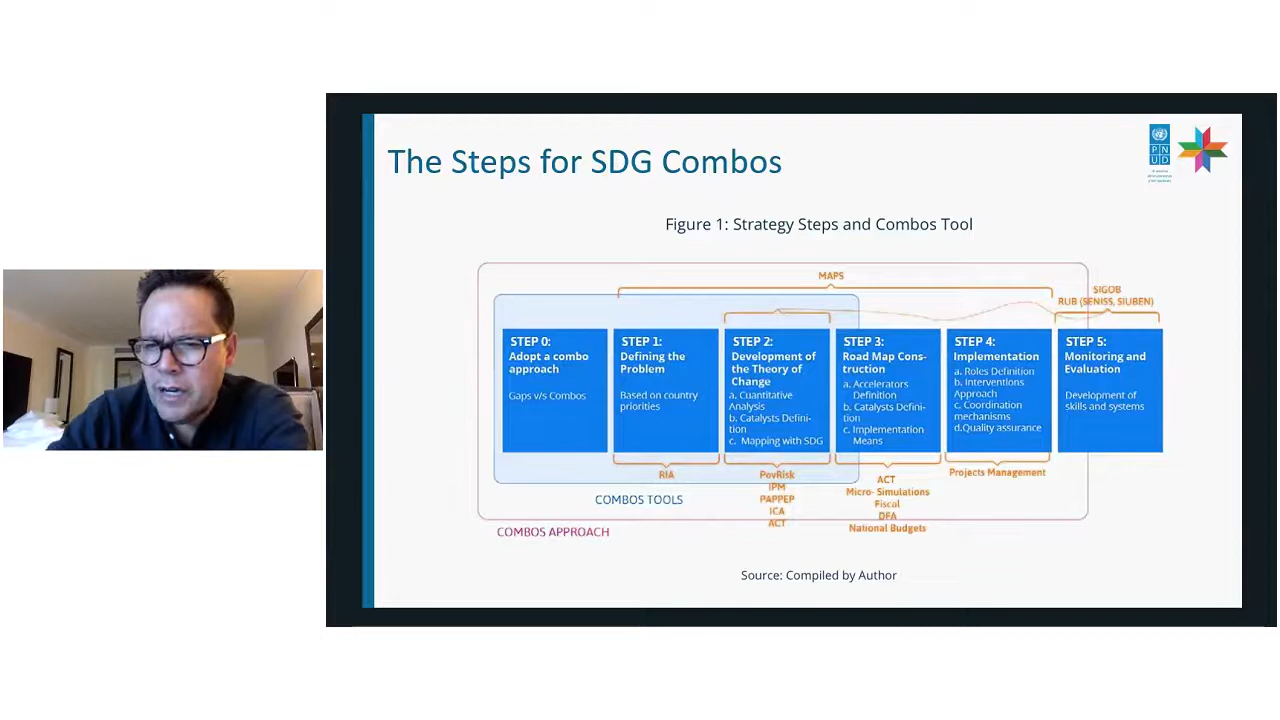 The Steps for SDG Combos
P N
U D
Figure 1: Strategy Steps and Combos Tool
MAPS
SIGOB
RUB (SENISS, SIUBEN)
STEP 0:
Adopt a combo
approach
Gaps v/s Combos
STEP 1:
Defining the
Problem
Based on country
priorities
STEP 2:
Development of
the Theory of
Change
a. Cuantitative
Analysis
b. Catalysts Defini-
tion
c. Mapping with SDG
STEP 3:
Road Map Cons-
truction
a. Accelerators
Definition
b. Catalysts Defini-
tion
c. Implementation
Means
STEP 4:
Implementation
a. Roles Definition
b. Interventions
Approach
c. Coordination
mechanisms
d.Quality assurance
STEP 5:
Monitoring and
Evaluation
Development of
skills and systems
RIA
PovRisk
IPM
PAPPEP
ICA
ACT
ACT
Micro- Simulations
Fiscal
DFA
National Budgets
Projects Management
COMBOS TOOLS
COMBOS APPROACH
Source: Compiled by Author